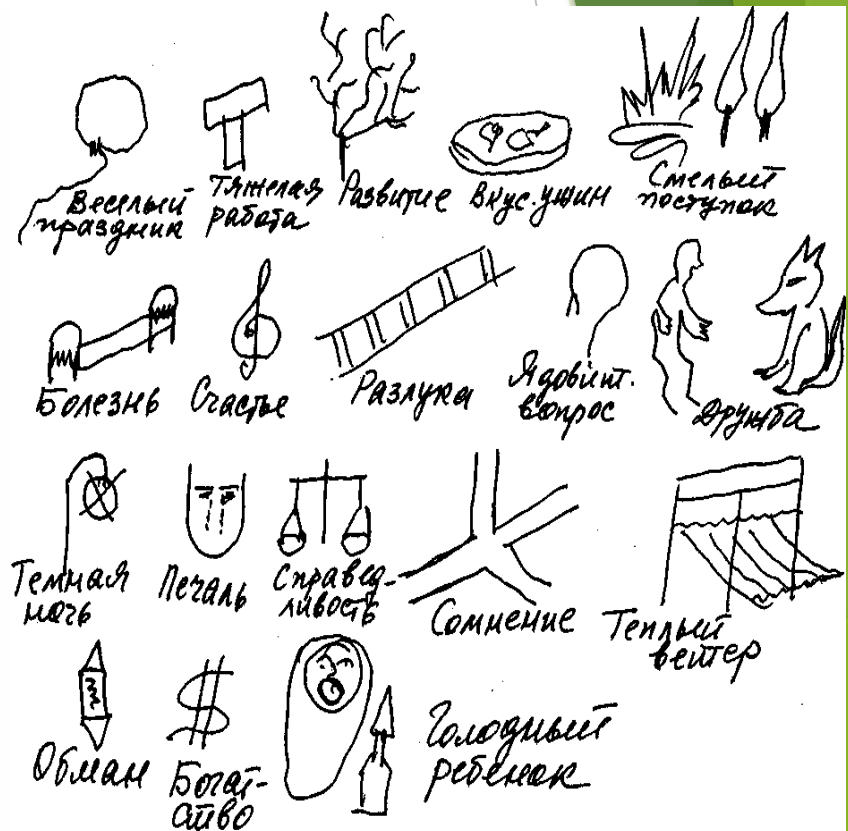 Веселый праздник
Тяжелая работа
Развитие
Вкус. ужин
Смелый поступок
Болезнь
Счастье
Разлука
Ядовит. вопрос
Дружба
Темная ночь
Печаль
Справед-
ливость
Сомнение
Теплый ветер
Обман
Богат-
ство
Голодный ребенок